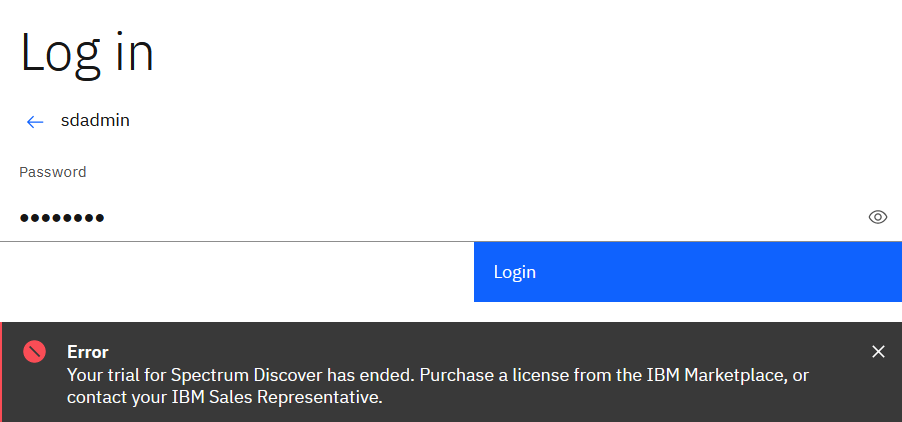 Log in
sdadmin
Password
Login
Error
Your trial for Spectrum Discover has ended. Purchase a license from the IBM Marketplace, or
contact your IBM Sales Representative.